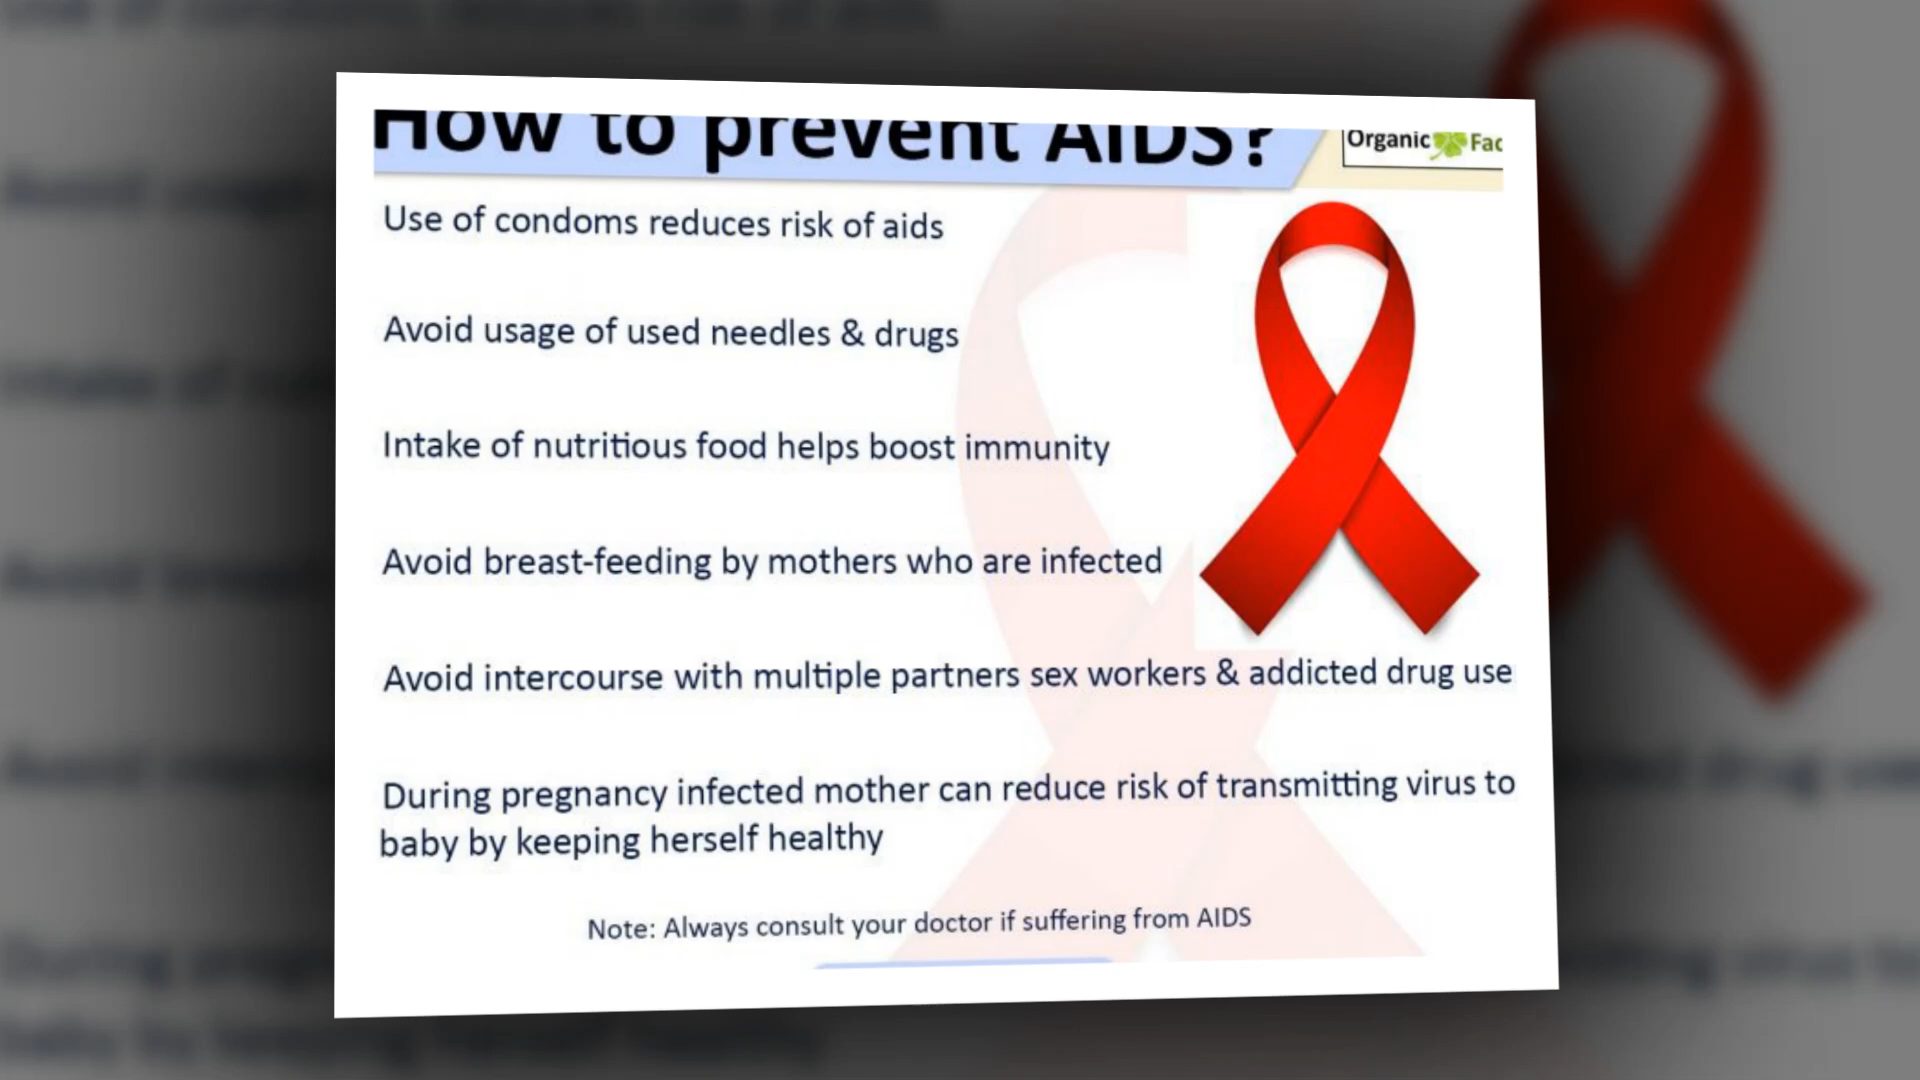 How to prevent AIDS?
Organic Fac
Use of condoms reduces risk of aids
Avoid usage of used needles & drugs
Intake of nutritious food helps boost immunity
Avoid breast-feeding by mothers who are infected
Avoid intercourse with multiple partners sex workers & addicted drug use
During pregnancy infected mother can reduce risk of transmitting virus to
baby by keeping herself healthy
Note: Always consult your doctor if suffering from AIDS